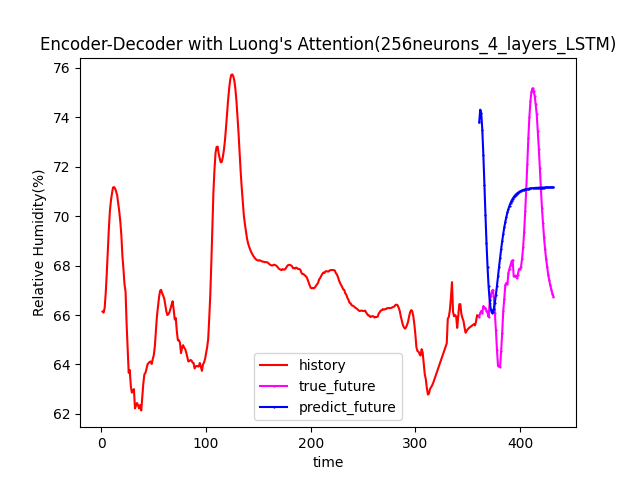 Encoder-Decoder with Luong's Attention(256neurons_4_layers_LSTM)
76
74
72
70
68
66
64
62
Relative Humidity(%)
history
true_future
predict_future
0
100
200
300
400
time